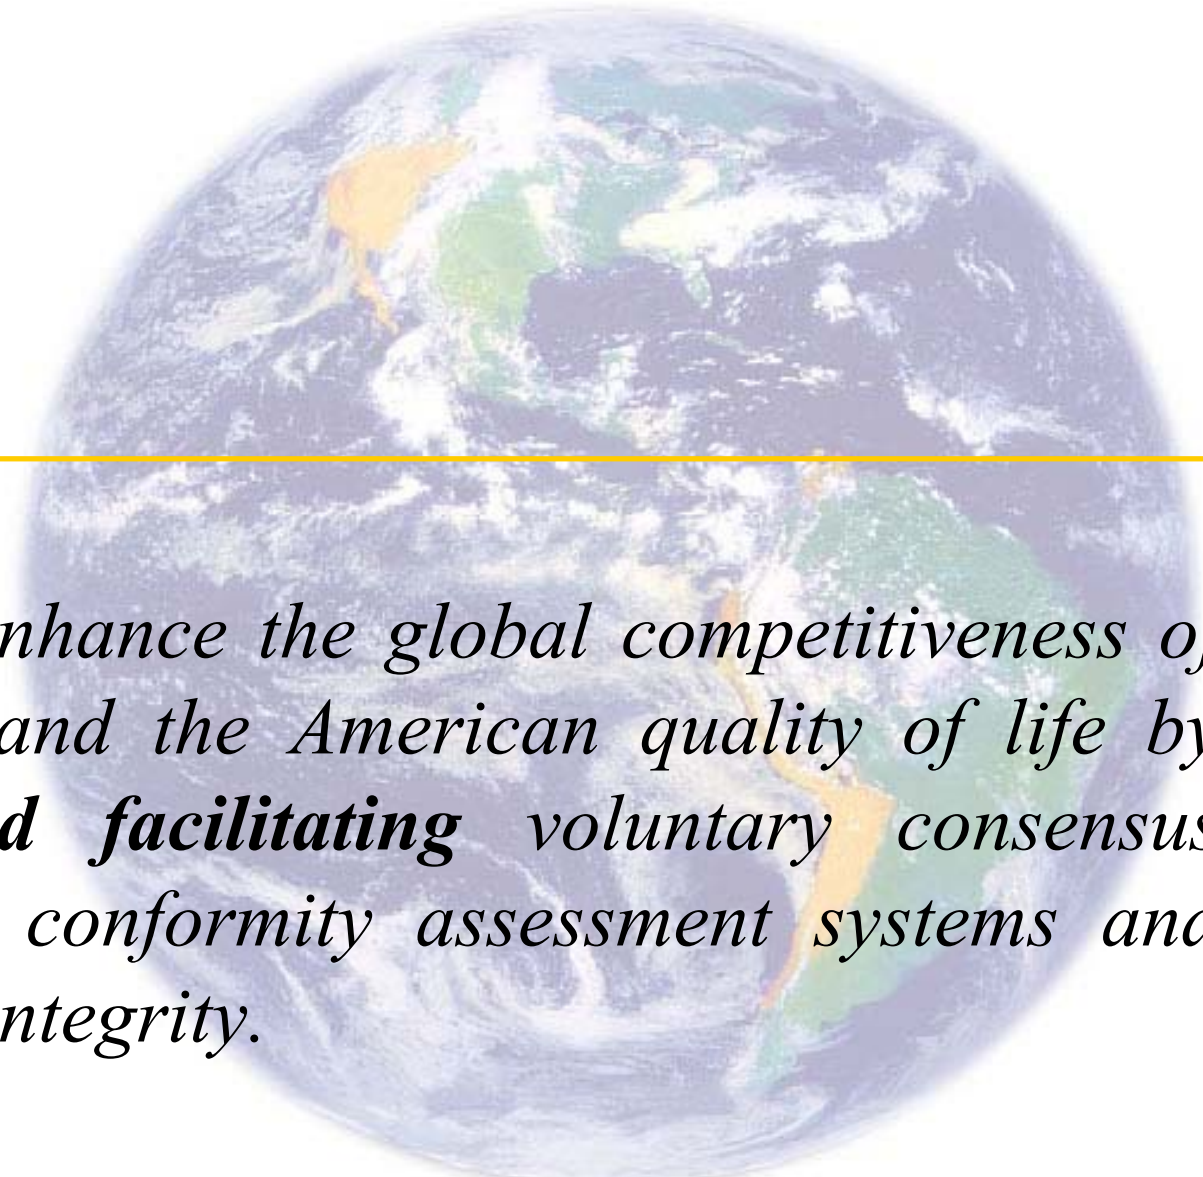 nhance the global competitiveness of
and the American quality of life by
d facilitating voluntary consensus
conformity assessment systems and
ntegrity.